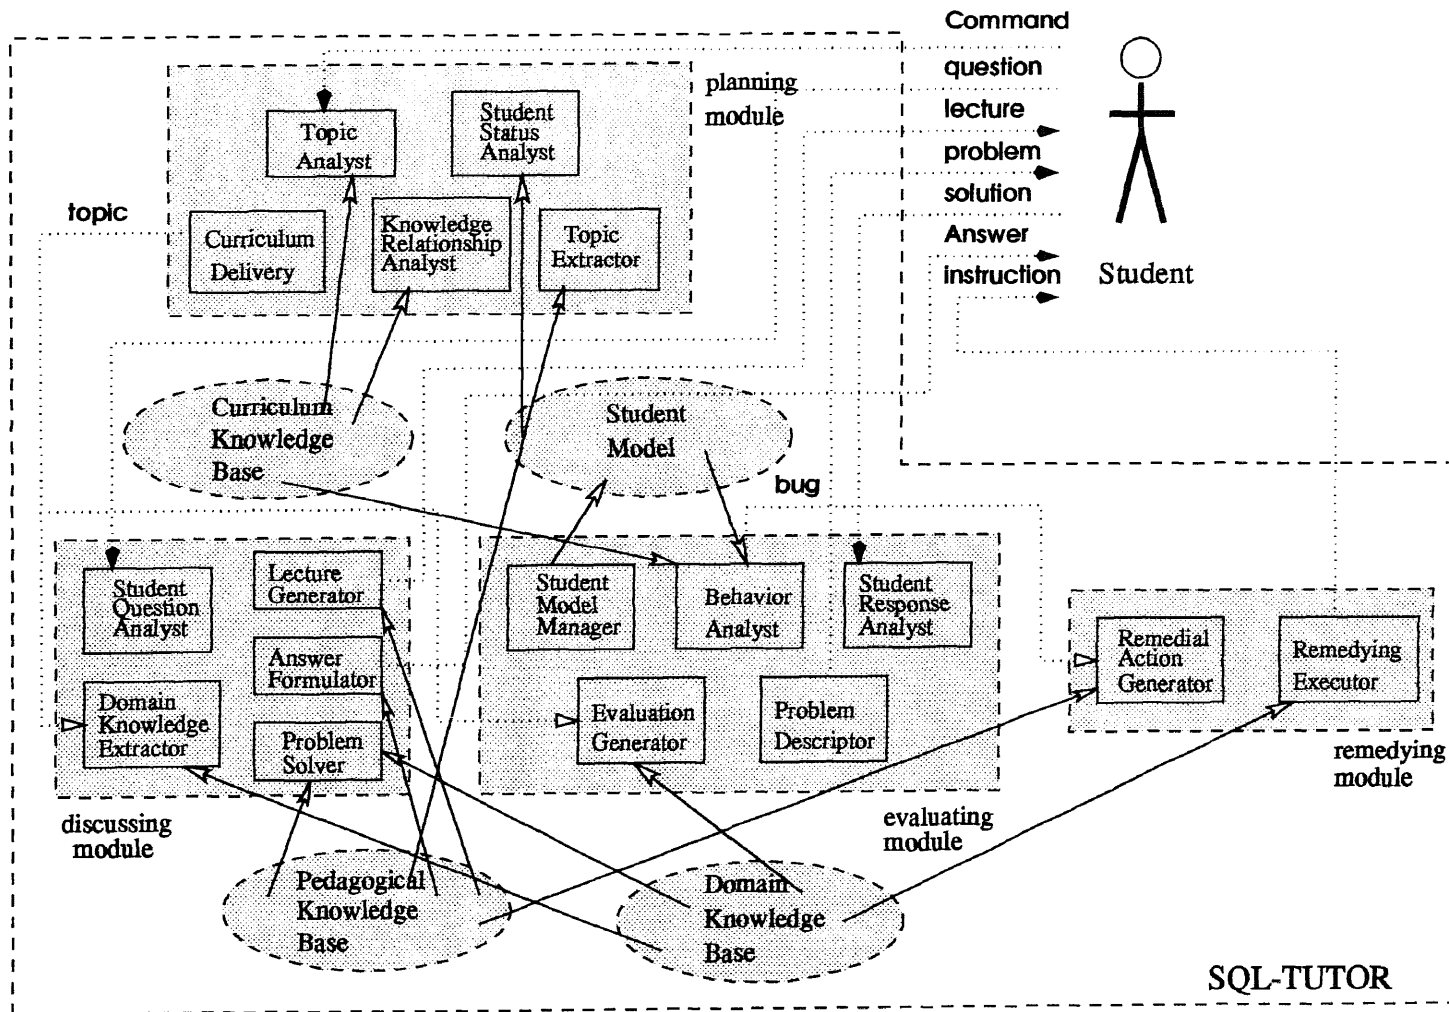 Command
question
lecture
problem
solution
Answer
instruction
Student
planning
module
Topic
Analyst
Student
Status
Analyst
topic
Curriculum
Delivery
Knowledge
Relationship
Analyst
Topic
Extractor
Curriculum
Knowledge
Base
Student
Model
bug
Student
Question
Analyst
Lecture
Generator
Answer
Formulator
Domain
Knowledge
Extractor
Problem
Solver
discussing
module
Student
Model
Manager
Behavior
Analyst
Student
Response
Analyst
Evaluation
Generator
Problem
Descriptor
evaluating
module
Remedial
Action
Generator
Remedying
Executor
remedying
module
Pedagogical
Knowledge
Base
Domain
Knowledge
Base
SQL-TUTOR